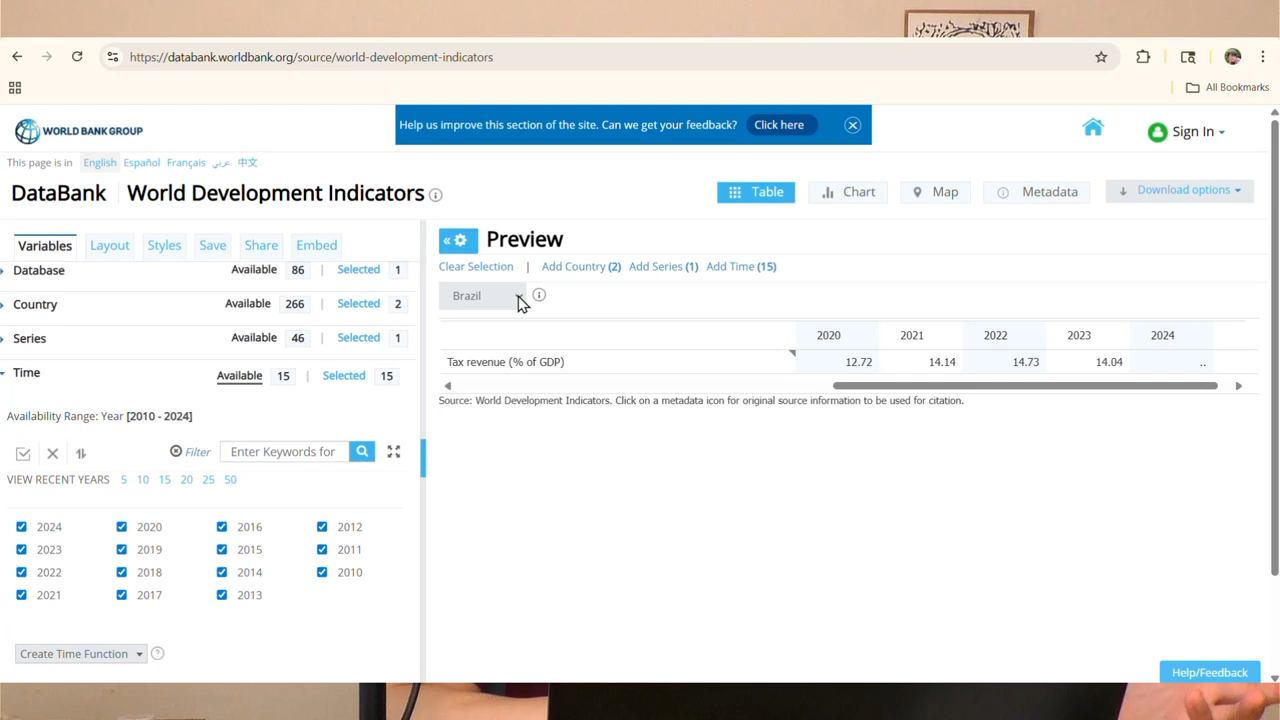 https://databank.worldbank.org/source/world-development-indicators
All Bookmarks
WORLD BANK GROUP
Help us improve this section of the site. Can we get your feedback? Click here
Sign In
This page is in English Español Français عربي 中文
DataBank World Development Indicators
Table Chart Map Metadata Download options
Variables Layout Styles Save Share Embed
« Preview
Database Available 86 | Selected 1
Clear Selection | Add Country (2) Add Series (1) Add Time (15)
Country Available 266 | Selected 2
Brazil
Series Available 46 | Selected 1
2020 2021 2022 2023 2024
Time Available 15 | Selected 15
Tax revenue (% of GDP) 12.72 14.14 14.73 14.04 ..
Source: World Development Indicators. Click on a metadata icon for original source information to be used for citation.
Availability Range: Year [2010 - 2024]
Filter Enter Keywords for
VIEW RECENT YEARS 5 10 15 20 25 50
2024 2020 2016 2012
2023 2019 2015 2011
2022 2018 2014 2010
2021 2017 2013
Create Time Function ?
Help/Feedback